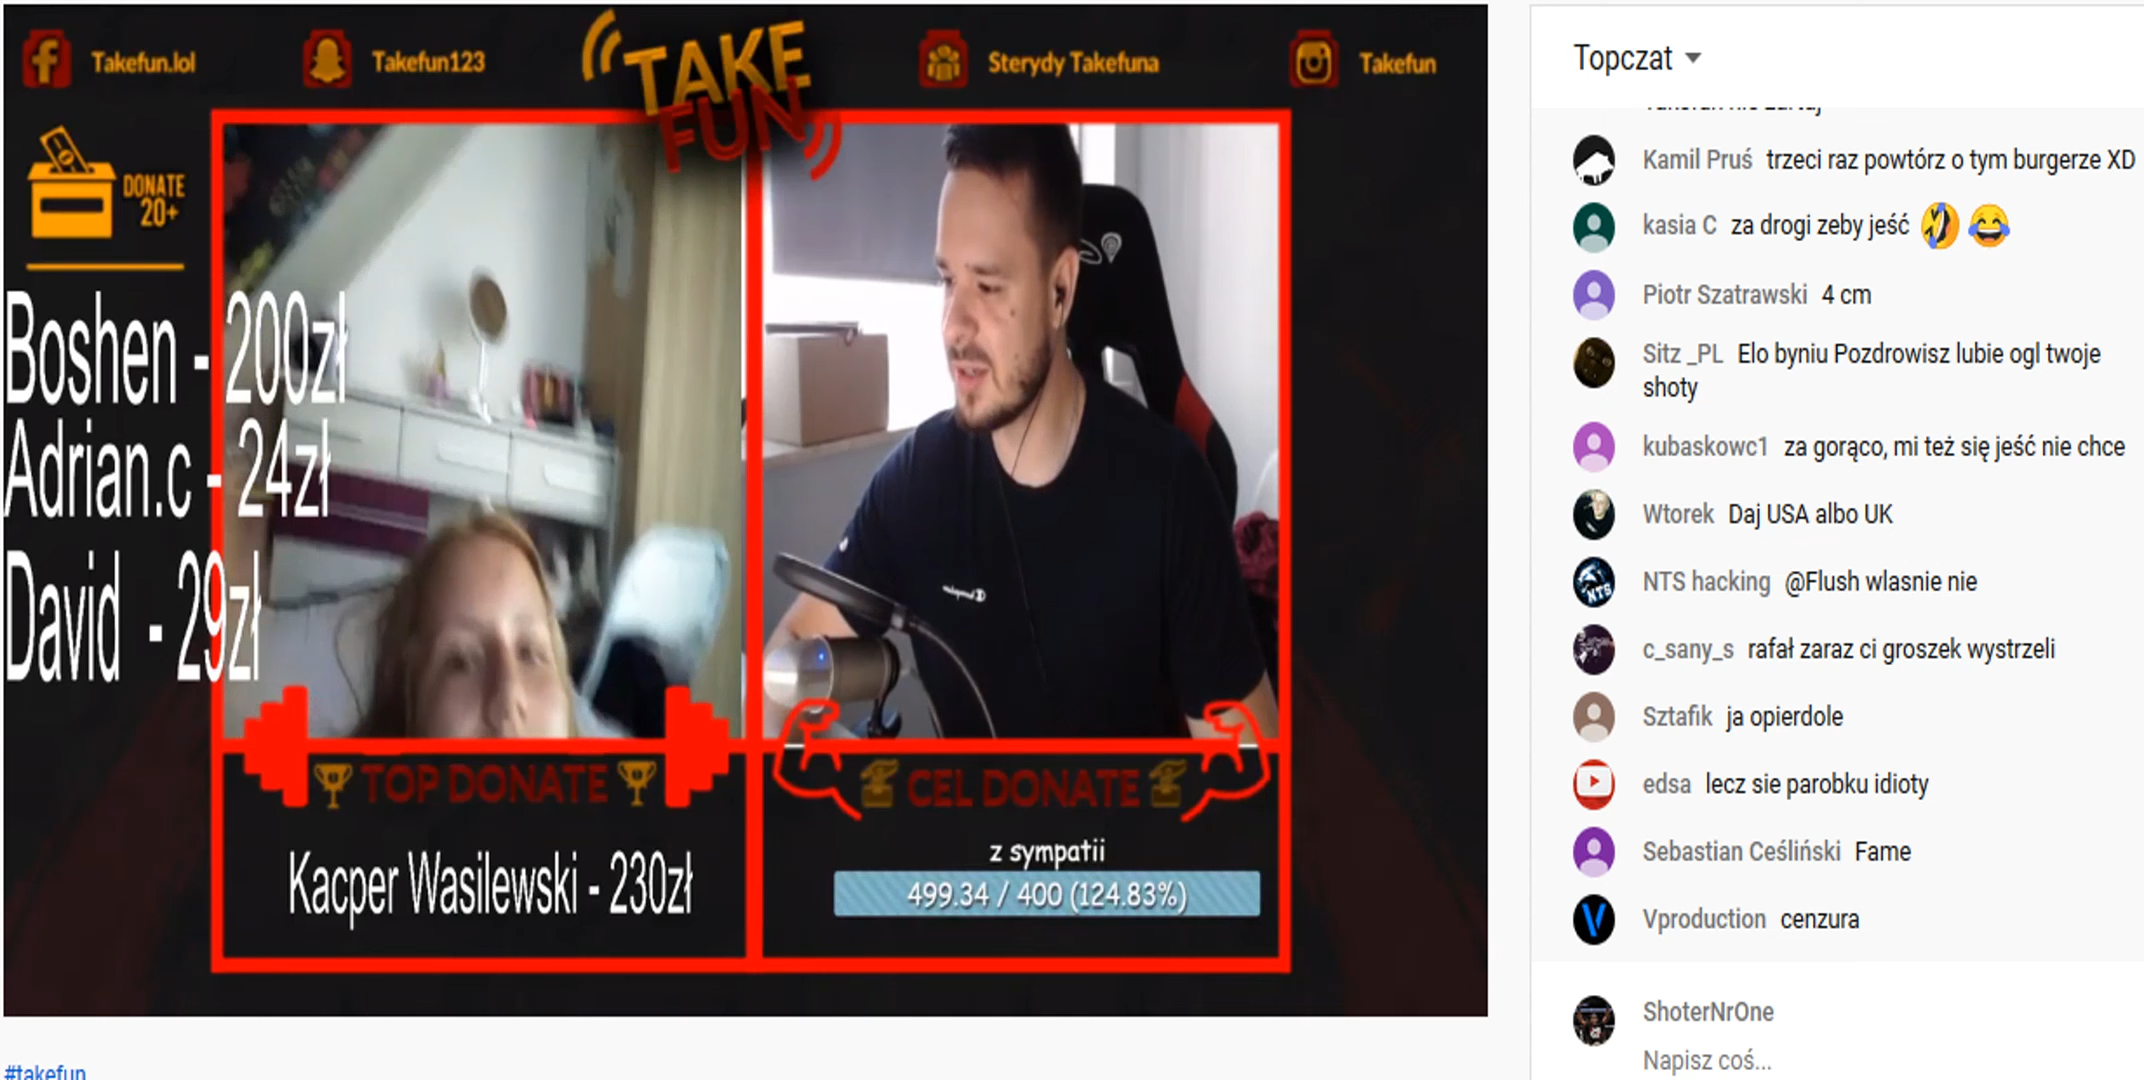 Takefun.lol
Takefun123
TAKE
FUN
Sterydy Takefuna
Takefun
DONATE
20+
Boshen - 200zł
Adrian.c - 24zł
David - 29zł
TOP DONATE
Kacper Wasilewski - 230zł
CEL DONATE
z sympatii
499.34 / 400 (124.83%)
#takefun
Topczat
Kamil Pruś trzeci raz powtórz o tym burgerze XD
kasia C za drogi zeby jeść 🤣 😂
Piotr Szatrawski 4 cm
Sitz _PL Elo byniu Pozdrowisz lubie ogl twoje
shoty
kubaskowc1 za gorąco, mi też się jeść nie chce
Wtorek Daj USA albo UK
NTS hacking @Flush wlasnie nie
c_sany_s rafał zaraz ci groszek wystrzeli
Sztafik ja opierdole
edsa lecz sie parobku idioty
Sebastian Ceśliński Fame
Vproduction cenzura
ShoterNrOne
Napisz coś...